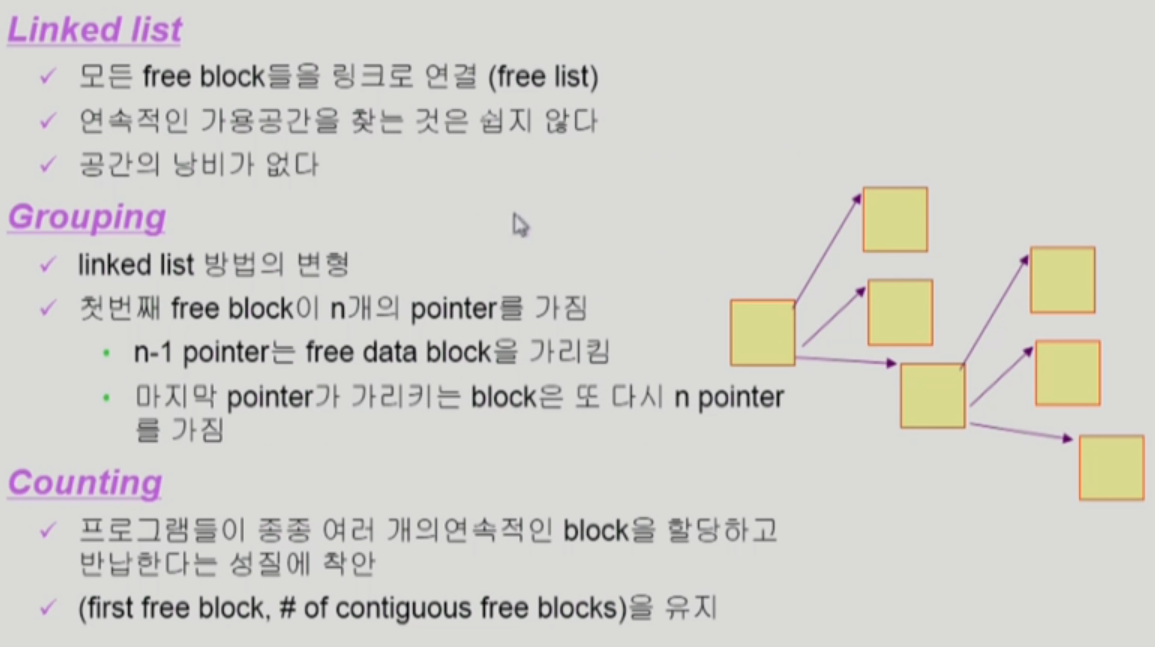 Linked list
모든 free block들을 링크로 연결 (free list)
연속적인 가용공간을 찾는 것은 쉽지 않다
공간의 낭비가 없다
Grouping
linked list 방법의 변형
첫번째 free block이 n개의 pointer를 가짐
n-1 pointer는 free data block을 가리킴
마지막 pointer가 가리키는 block은 또 다시 n pointer
를 가짐
Counting
프로그램들이 종종 여러 개의연속적인 block을 할당하고
반납한다는 성질에 착안
(first free block, # of contiguous free blocks)을 유지